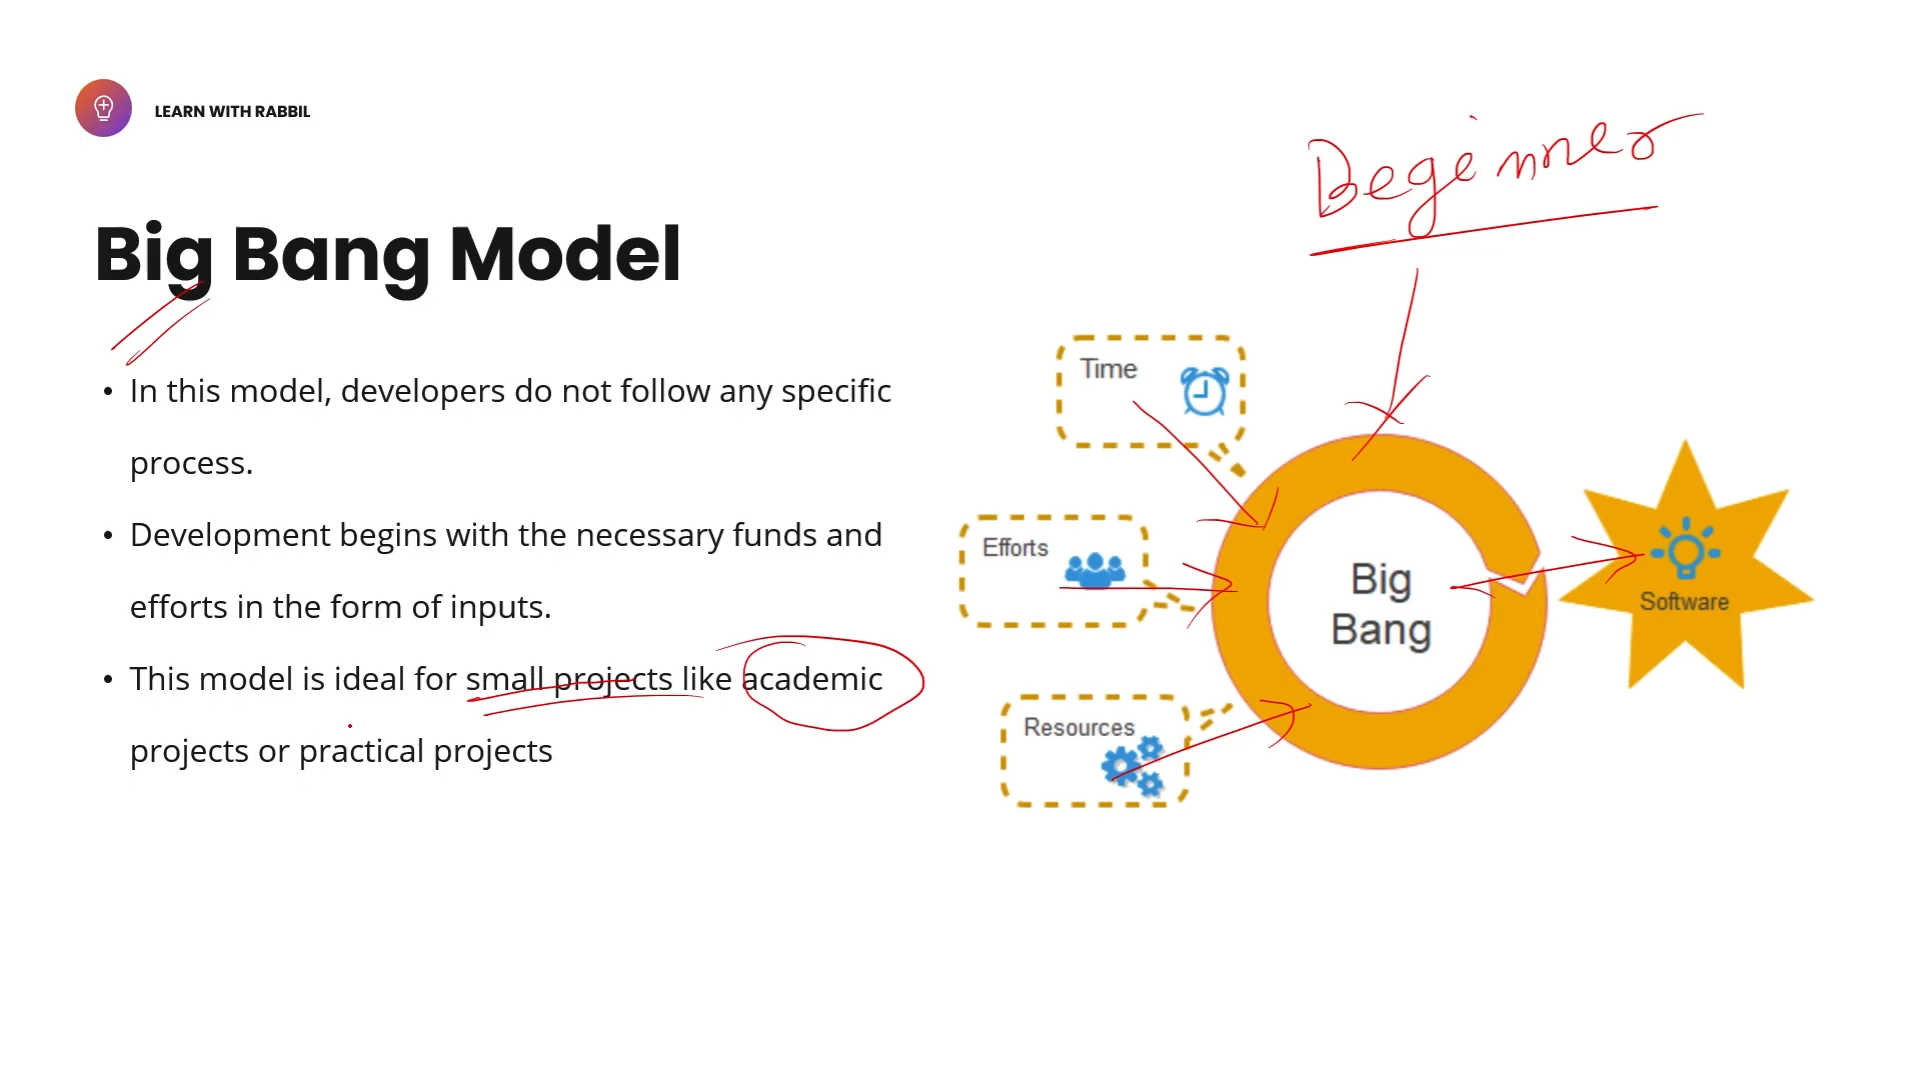 LEARN WITH RABBIL
Beginner
Big Bang Model
• In this model, developers do not follow any specific
process.
• Development begins with the necessary funds and
efforts in the form of inputs.
• This model is ideal for small projects like academic
projects or practical projects
Time
Efforts
Resources
Big
Bang
Software